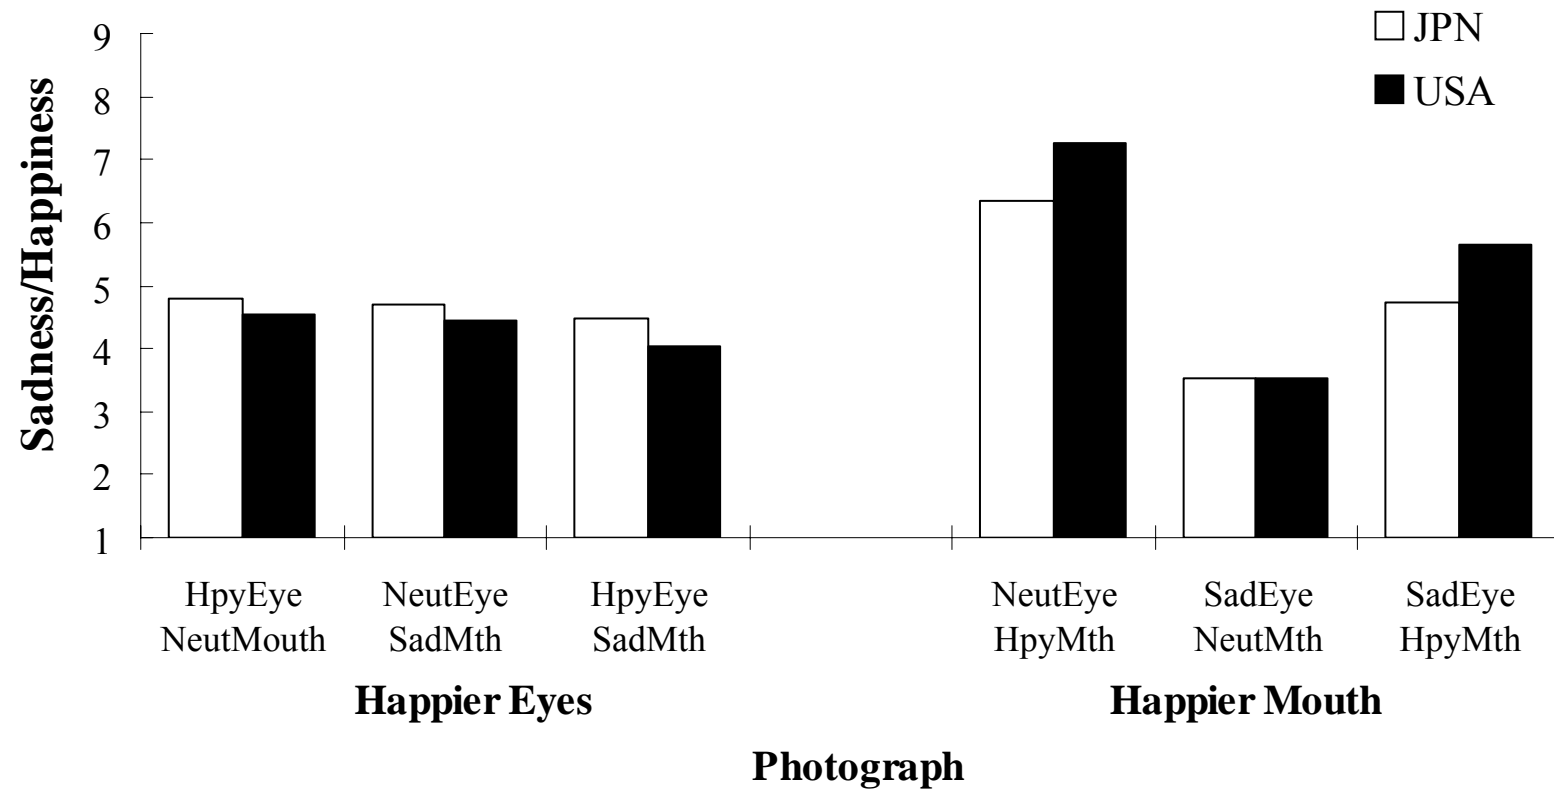 JPN
USA
Sadness/Happiness
9
8
7
6
5
4
3
2
1
HpyEye
NeutMouth
NeutEye
SadMth
HpyEye
SadMth
NeutEye
HpyMth
SadEye
NeutMth
SadEye
HpyMth
Happier Eyes
Happier Mouth
Photograph